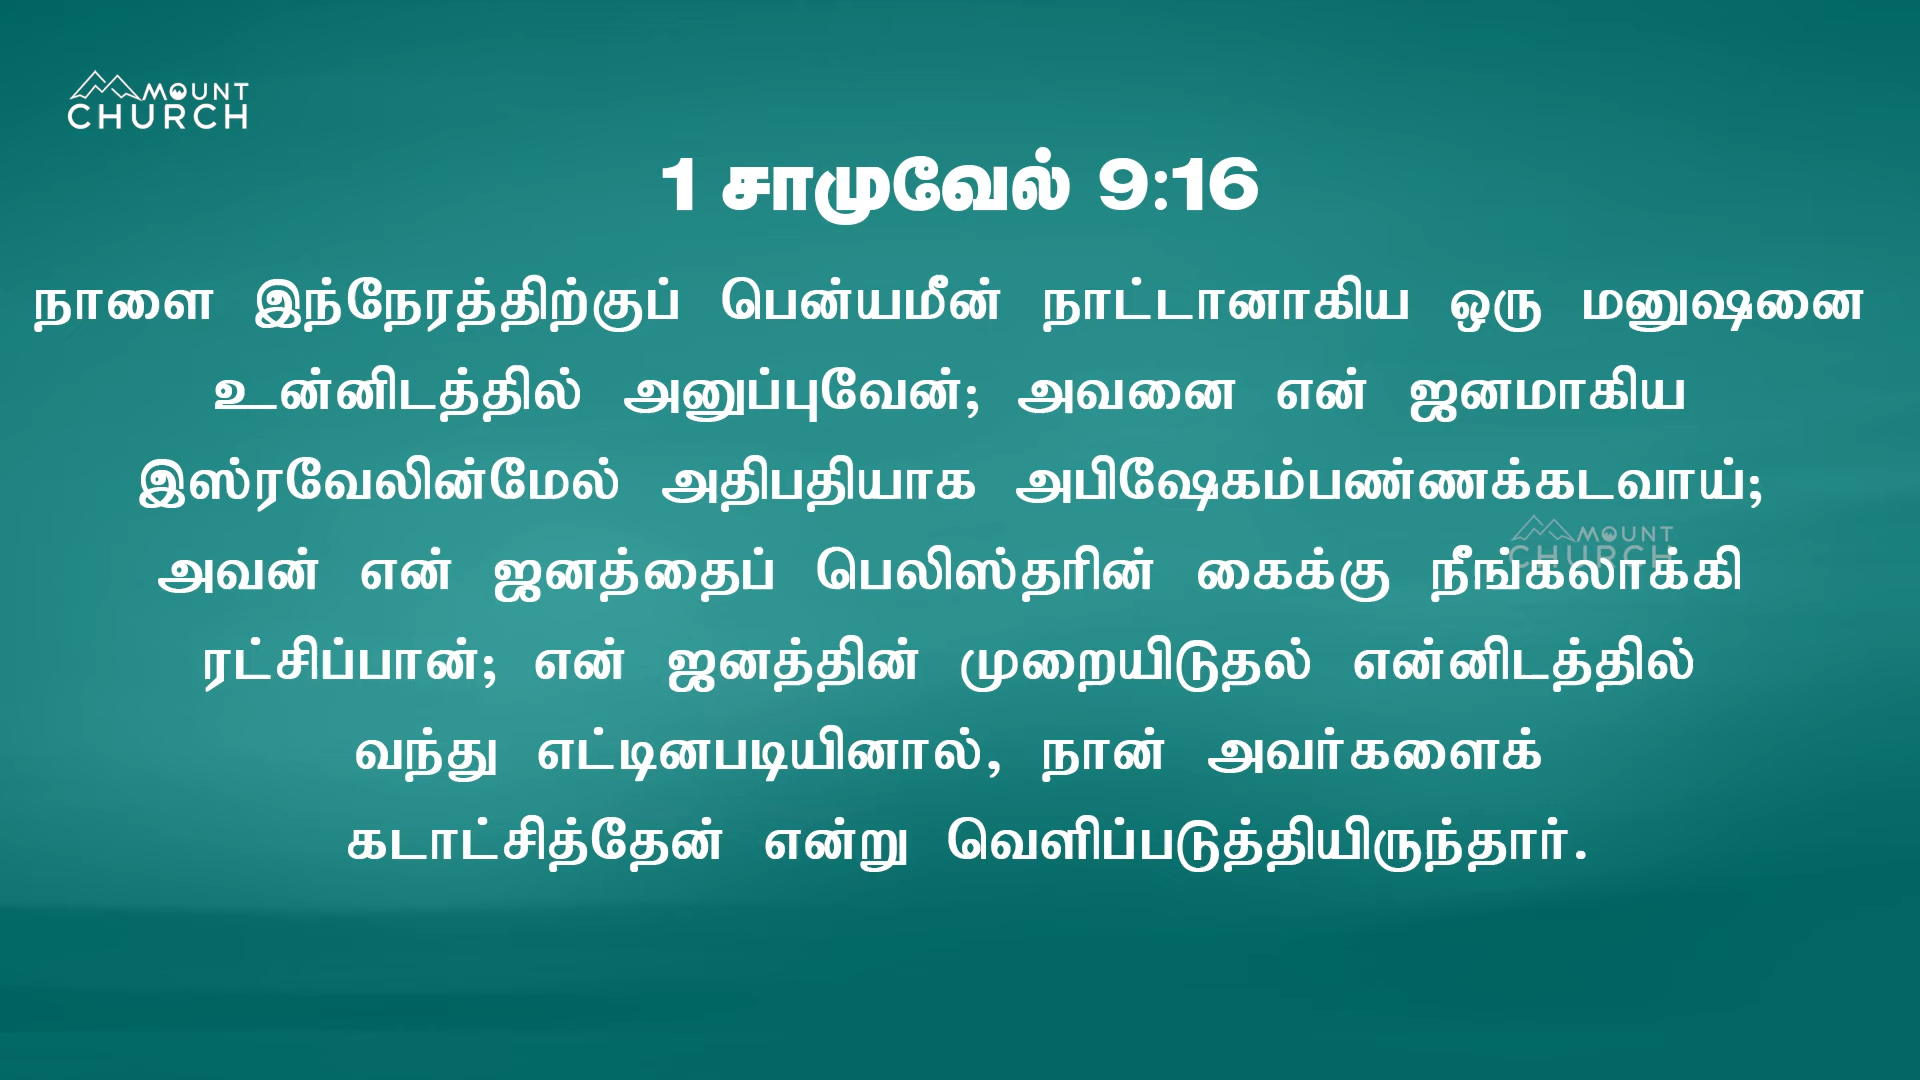 MOUNT
CHURCH
1 சாமுவேல் 9:16
நாளை இந்நேரத்திற்குப் பென்யமீன் நாட்டானாகிய ஒரு மனுஷனை
உன்னிடத்தில் அனுப்புவேன்; அவனை என் ஜனமாகிய
இஸ்ரவேலின்மேல் அதிபதியாக அபிஷேகம்பண்ணக்கடவாய்;
MOUNT
CHURCH
அவன் என் ஜனத்தைப் பெலிஸ்தரின் கைக்கு நீங்கலாக்கி
ரட்சிப்பான்; என் ஜனத்தின் முறையிடுதல் என்னிடத்தில்
வந்து எட்டினபடியினால், நான் அவர்களைக்
கடாட்சித்தேன் என்று வெளிப்படுத்தியிருந்தார்.